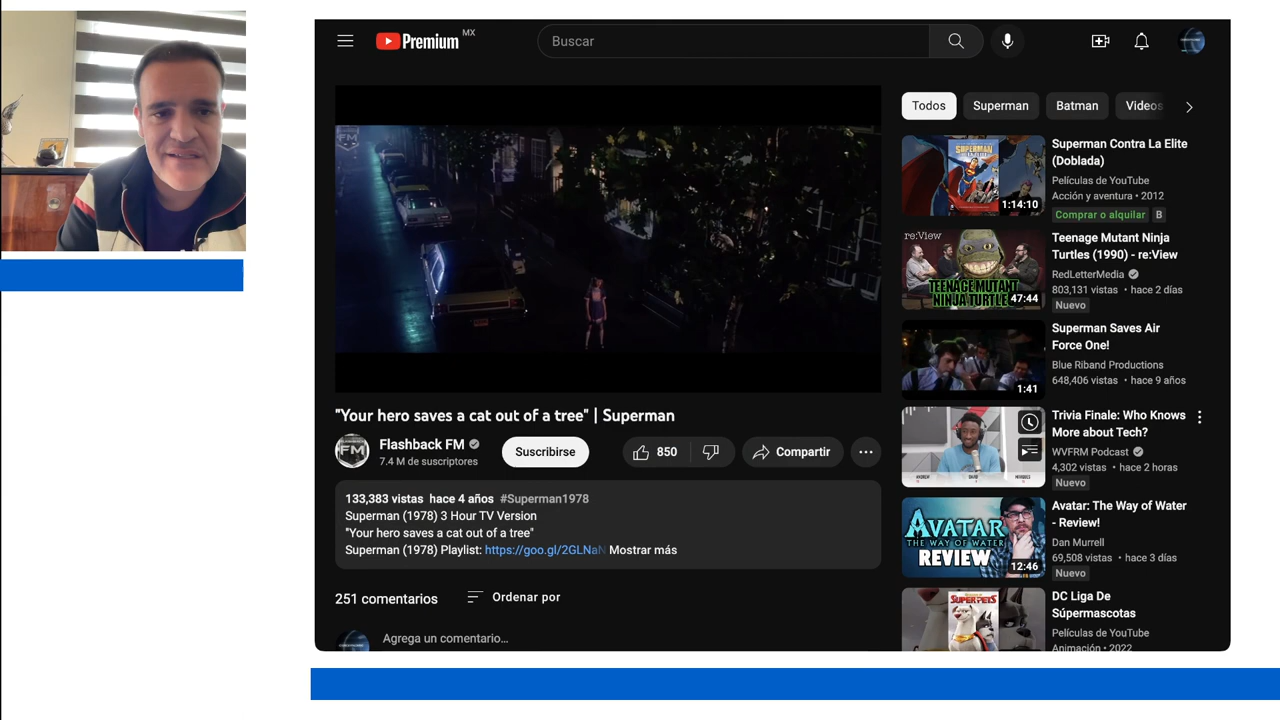 Premium MX
Buscar
FM
Todos
Superman
Batman
Videos
"Your hero saves a cat out of a tree" | Superman
FM
Flashback FM
7.4 M de suscriptores
Suscribirse
850
Compartir
133,383 vistas hace 4 años #Superman1978
Superman (1978) 3 Hour TV Version
"Your hero saves a cat out of a tree"
Superman (1978) Playlist: https://goo.gl/2GLNaN Mostrar más
251 comentarios
Ordenar por
Agrega un comentario...
SUPERMAN
1:14:10
Superman Contra La Elite
(Doblada)
Películas de YouTube
Acción y aventura • 2012
Comprar o alquilar B
re:View
TEENAGE MUTANT
NINJA TURTLES
47:44
Teenage Mutant Ninja
Turtles (1990) - re:View
RedLetterMedia
803,131 vistas • hace 2 días
Nuevo
1:41
Superman Saves Air
Force One!
Blue Riband Productions
648,406 vistas • hace 9 años
Trivia Finale: Who Knows
More about Tech?
WVFRM Podcast
4,302 vistas • hace 2 horas
Nuevo
AVATAR
THE WAY OF WATER
REVIEW
12:46
Avatar: The Way of Water
- Review!
Dan Murrell
69,508 vistas • hace 3 días
Nuevo
SUPER-PETS
DC Liga De
Súpermascotas
Películas de YouTube
Animación • 2022